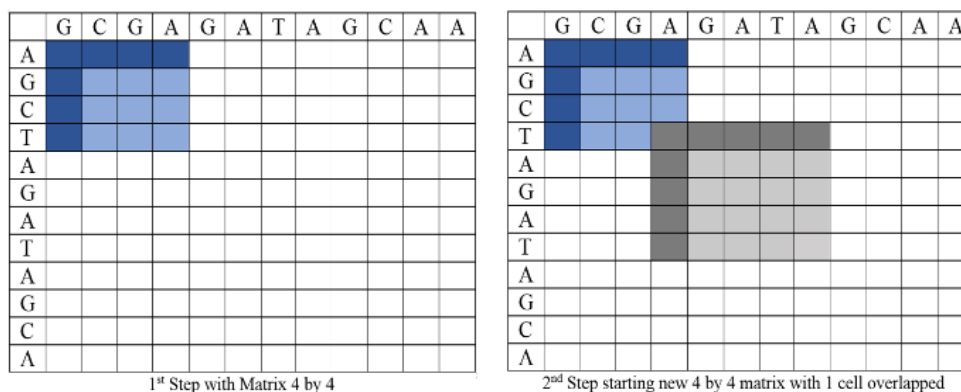 G C G A G A T A G C A A
A
G
C
T
A
G
A
T
A
G
C
A
1st Step with Matrix 4 by 4
G C G A G A T A G C A A
A
G
C
T
A
G
A
T
A
G
C
A
2nd Step starting new 4 by 4 matrix with 1 cell overlapped